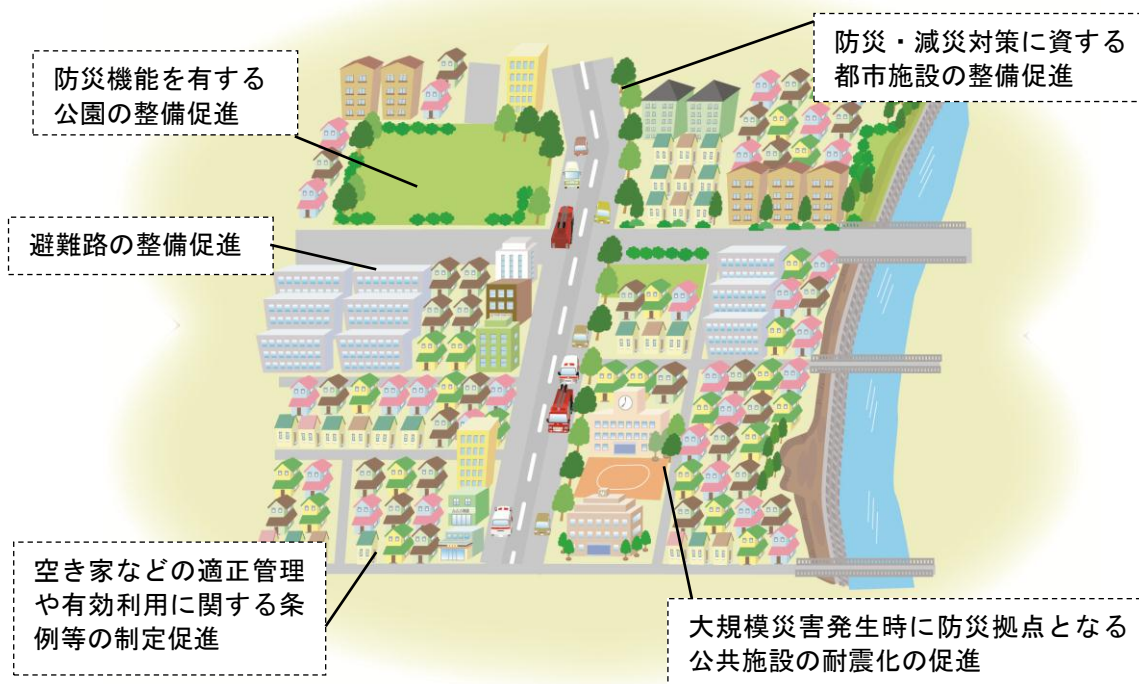 防災機能を有する
公園の整備促進
防災・減災対策に資する
都市施設の整備促進
避難路の整備促進
空き家などの適正管理
や有効利用に関する条
例等の制定促進
大規模災害発生時に防災拠点となる
公共施設の耐震化の促進